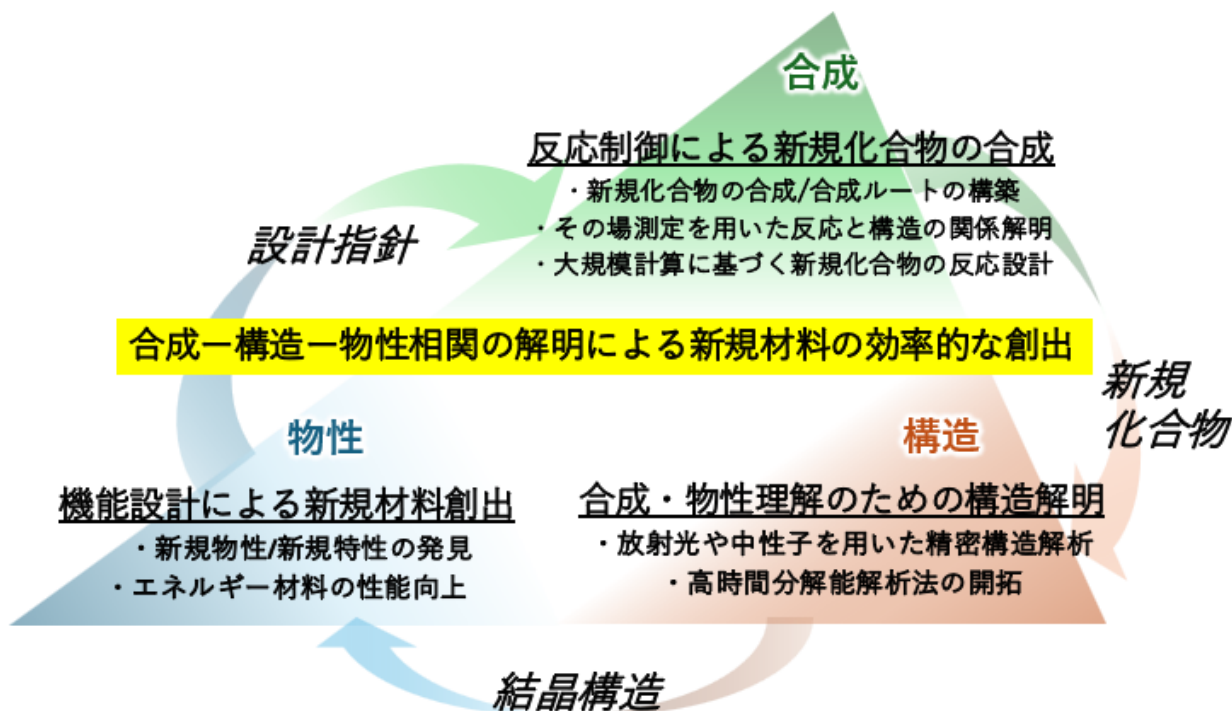 合成
反応制御による新規化合物の合成
・新規化合物の合成/合成ルートの構築
・その場測定を用いた反応と構造の関係解明
・大規模計算に基づく新規化合物の反応設計
設計指針
合成ー構造ー物性相関の解明による新規材料の効率的な創出
新規
化合物
物性
機能設計による新規材料創出
・新規物性/新規特性の発見
・エネルギー材料の性能向上
構造
合成・物性理解のための構造解明
・放射光や中性子を用いた精密構造解析
・高時間分解能解析法の開拓
結晶構造